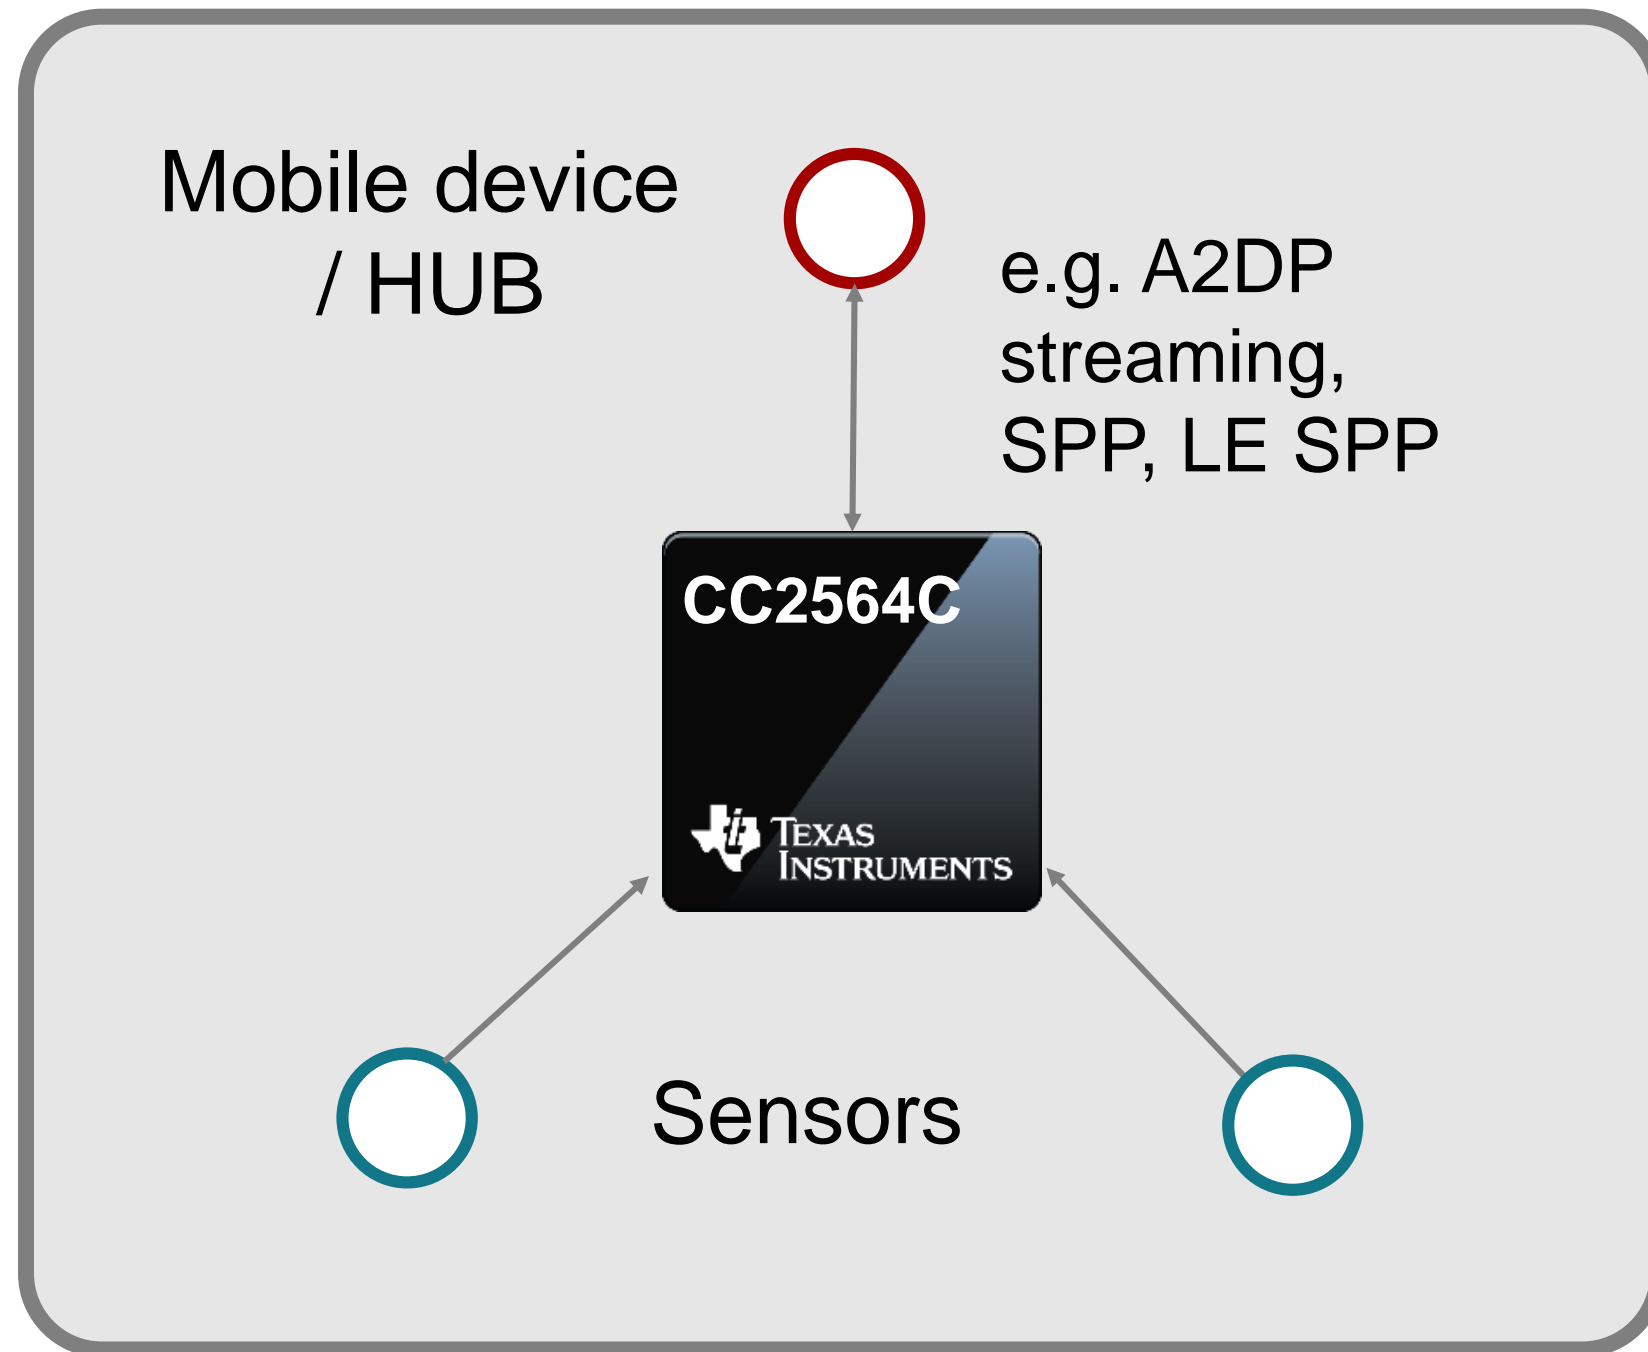 Mobile device
/ HUB
e.g. A2DP
streaming,
SPP, LE SPP
CC2564C
TEXAS
INSTRUMENTS
Sensors